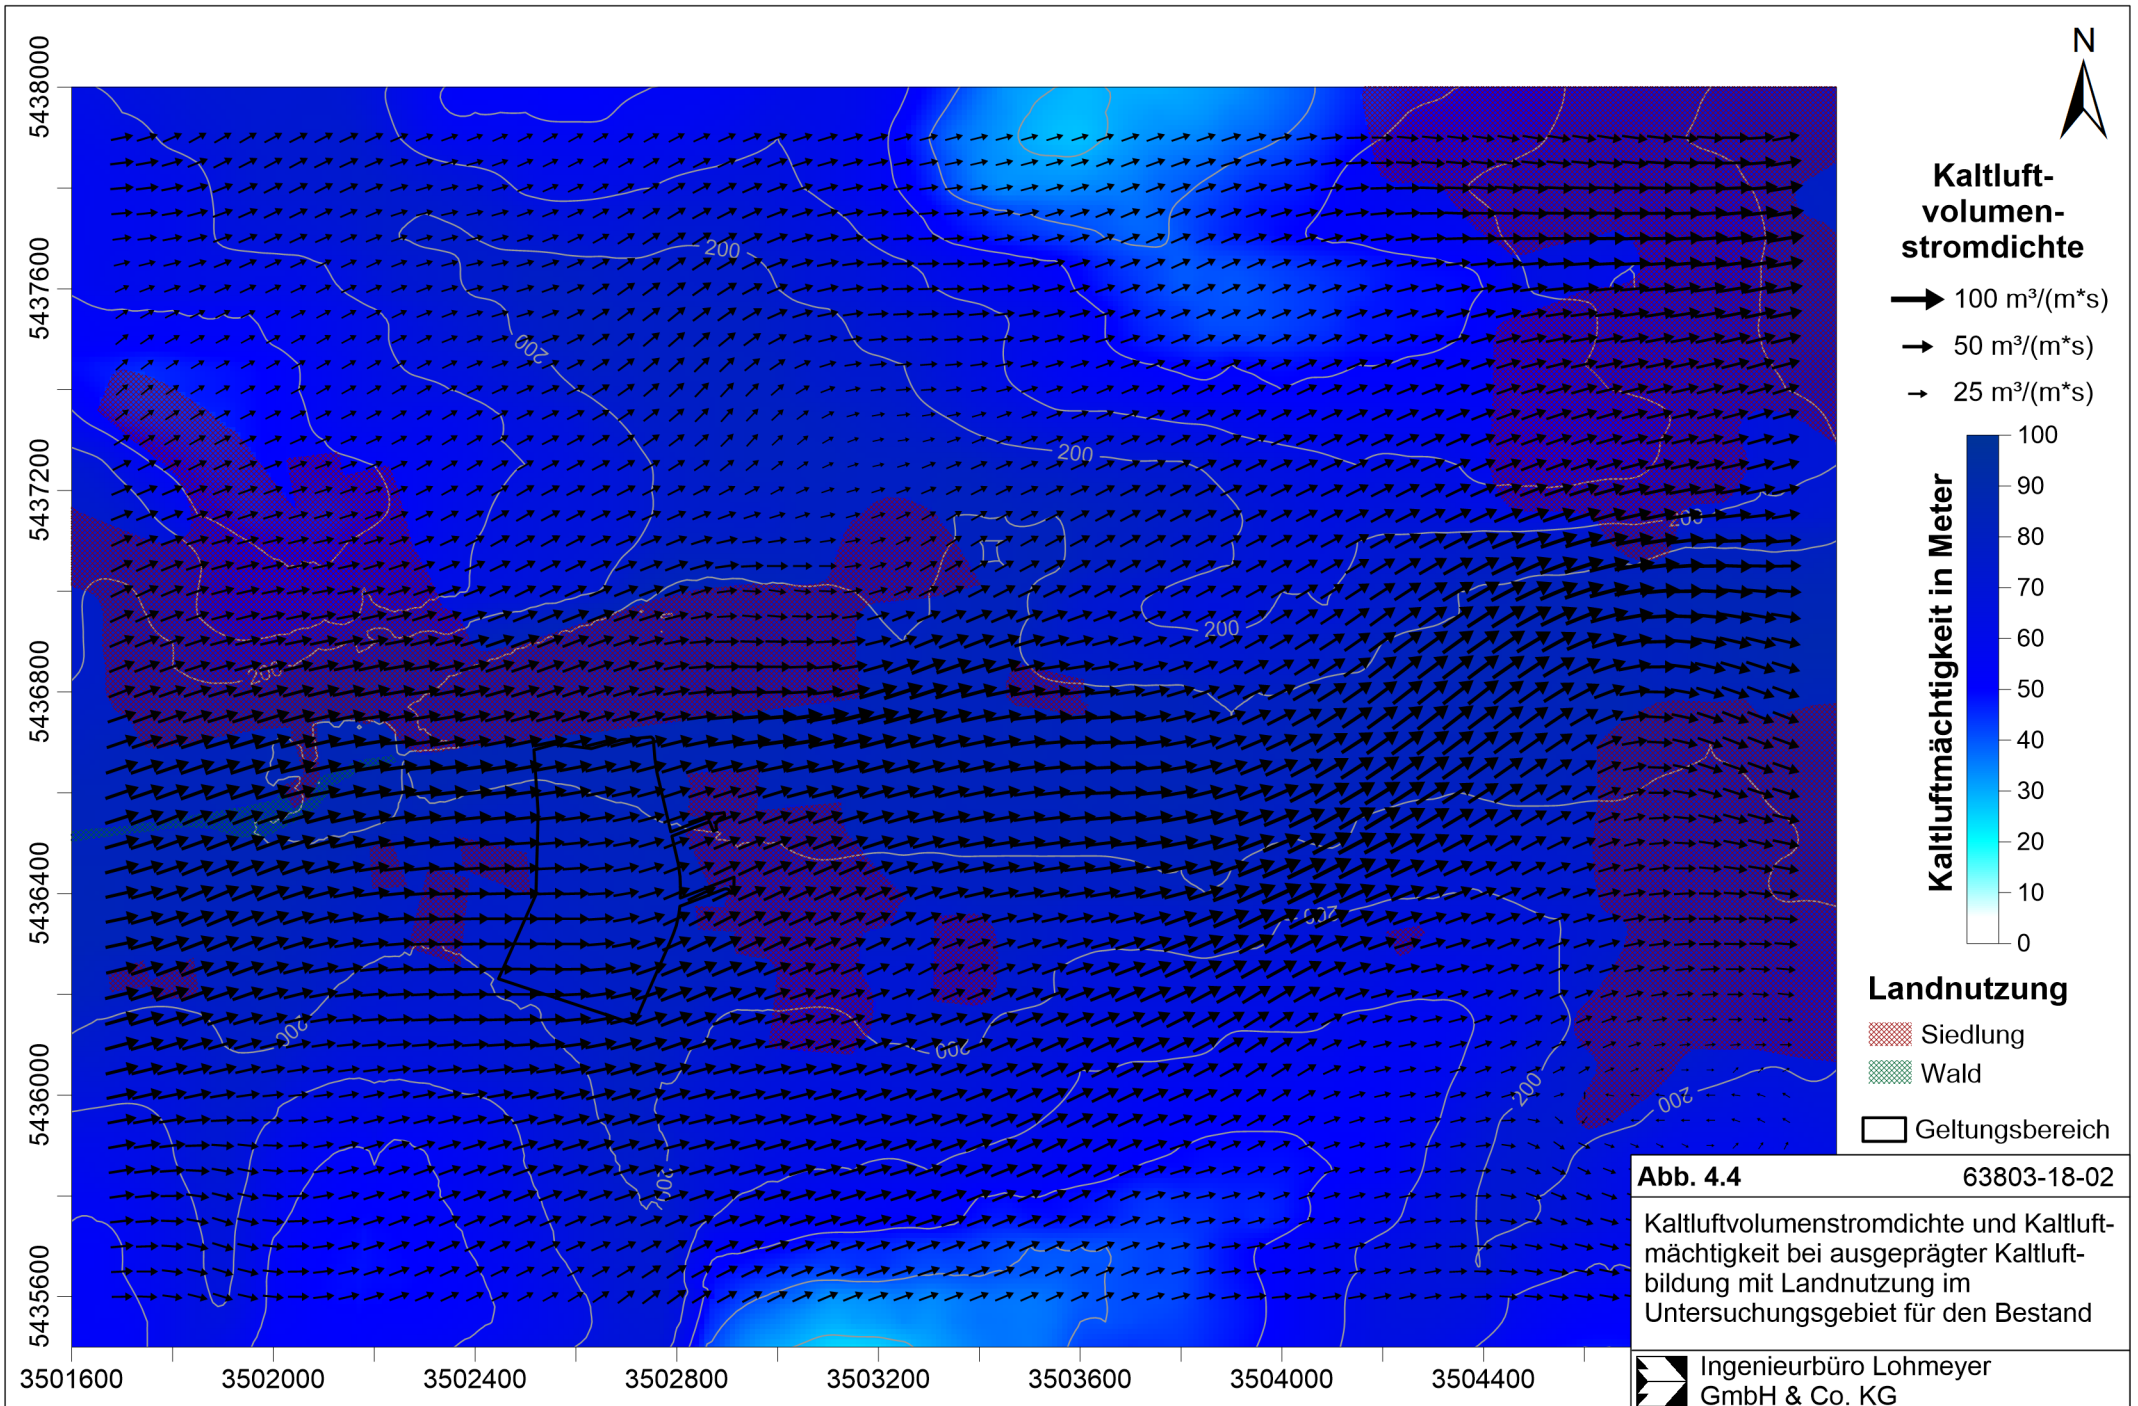 N
Kaltluft-
volumen-
stromdichte
100 m³/(m*s)
50 m³/(m*s)
25 m³/(m*s)
Kaltluftmächtigkeit in Meter
100
90
80
70
60
50
40
30
20
10
0
Landnutzung
Siedlung
Wald
Geltungsbereich
Abb. 4.4 63803-18-02
Kaltluftvolumenstromdichte und Kaltluft-
mächtigkeit bei ausgeprägter Kaltluft-
bildung mit Landnutzung im
Untersuchungsgebiet für den Bestand
Ingenieurbüro Lohmeyer
GmbH & Co. KG
5438000
5437600
5437200
5436800
5436400
5436000
5435600
3501600 3502000 3502400 3502800 3503200 3503600 3504000 3504400
200
200
200
200
200
200
200
200
200
200
200
200